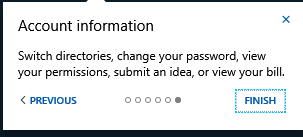 Account information
Switch directories, change your password, view
your permissions, submit an idea, or view your bill.
PREVIOUS FINISH